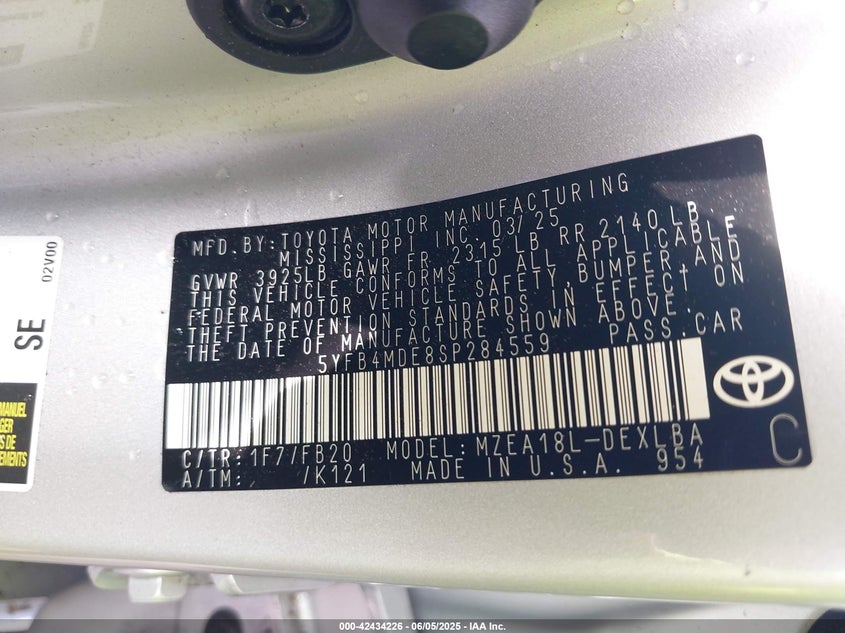 MFD. BY: TOYOTA MOTOR MANUFACTURING
MISSISSIPPI INC. 03/25
GVWR 3925LB GAWR FR 2315 LB RR 2140 LB
THIS VEHICLE CONFORMS TO ALL APPLICABLE
FEDERAL MOTOR VEHICLE SAFETY, BUMPER, AND
THEFT PREVENTION STANDARDS IN EFFECT ON
THE DATE OF MANUFACTURE SHOWN ABOVE.
5YFB4MDE8SP284559 PASS. CAR
C/TR: 1F7/FB20 MODEL: MZEA18L-DEXLBA
A/TM: /K121 MADE IN U.S.A. 954
C
02V00
SE
MANUEL
DE
000-42434226 - 06/05/2025 - IAA Inc.